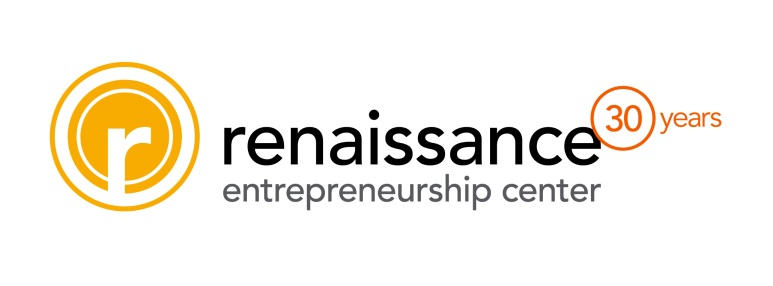 r
renaissance
30 years
entrepreneurship center